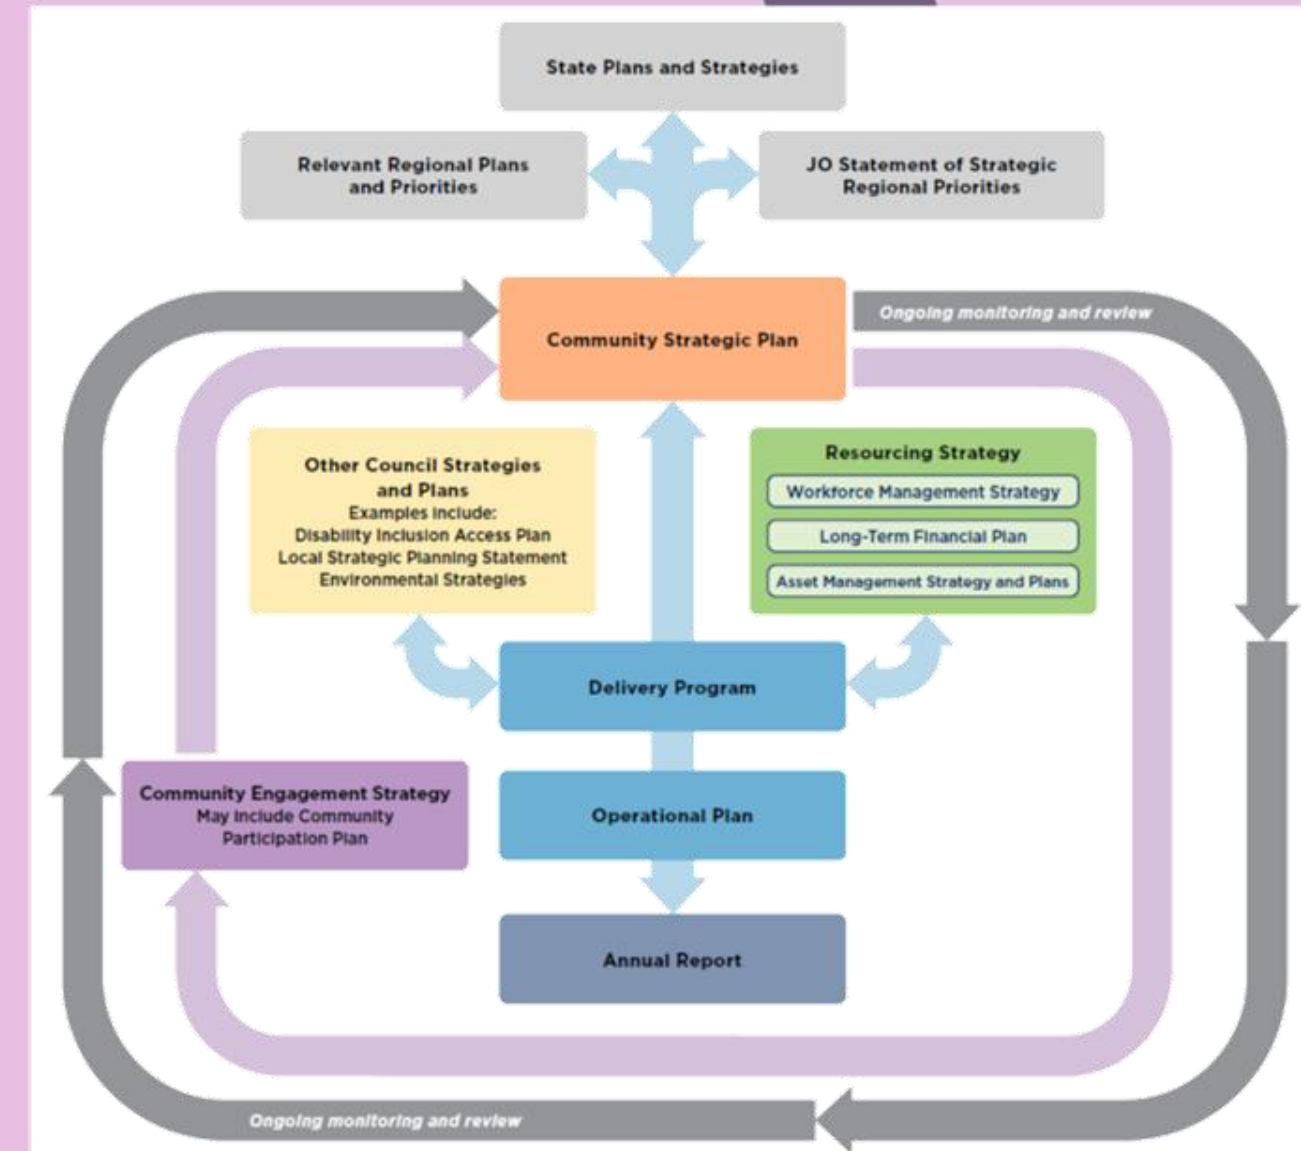 State Plans and Strategies
Relevant Regional Plans
and Priorities
JO Statement of Strategic
Regional Priorities
Community Strategic Plan
Ongoing monitoring and review
Other Council Strategies
and Plans
Examples include:
Disability Inclusion Access Plan
Local Strategic Planning Statement
Environmental Strategies
Resourcing Strategy
Workforce Management Strategy
Long-Term Financial Plan
Asset Management Strategy and Plans
Delivery Program
Community Engagement Strategy
May include Community
Participation Plan
Operational Plan
Annual Report
Ongoing monitoring and review